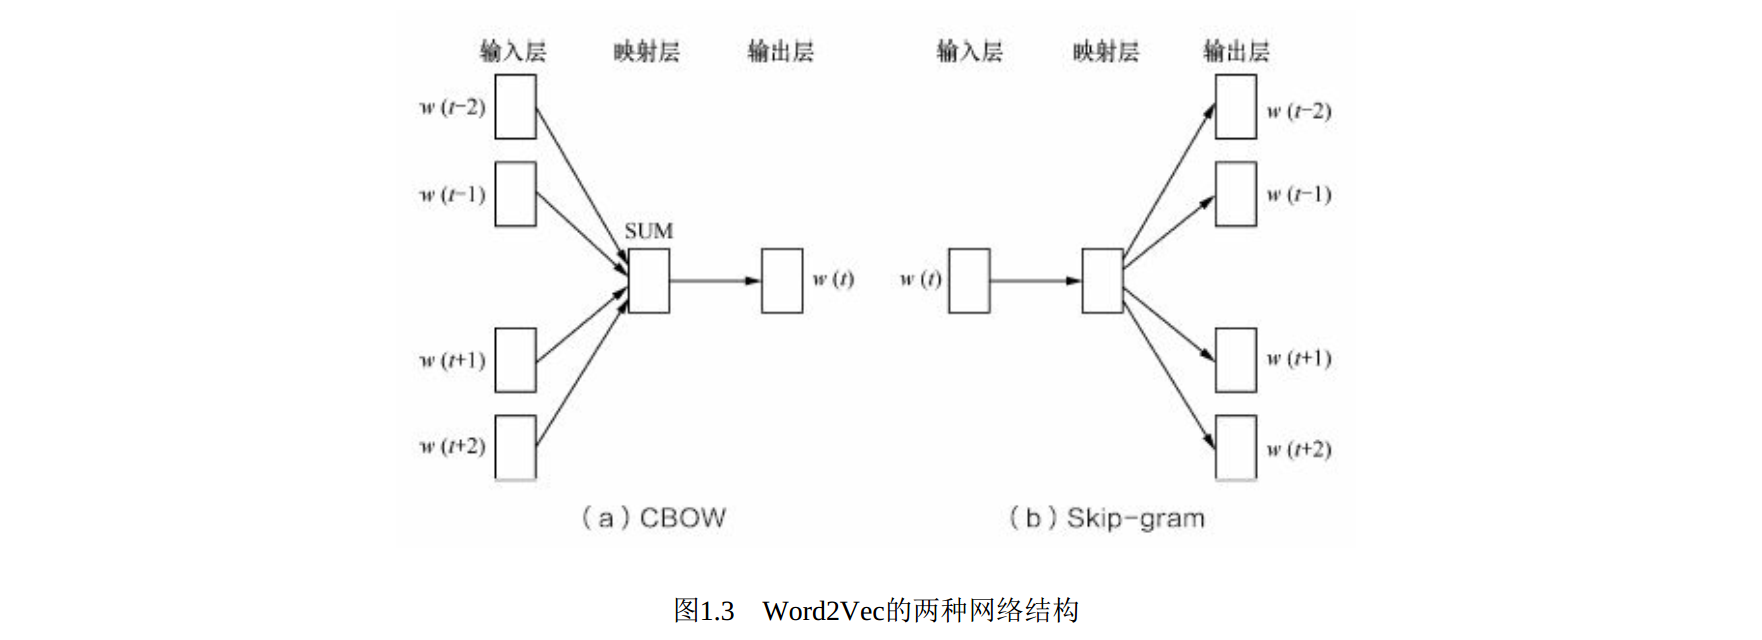 输入层 映射层 输出层 输入层 映射层 输出层
w (t−2)
w (t−2)
w (t−1)
w (t−1)
SUM
w (t)
w (t)
w (t+1)
w (t+1)
w (t+2)
w (t+2)
（a）CBOW
（b）Skip-gram
图1.3 Word2Vec的两种网络结构